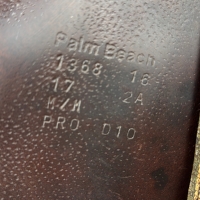 Palm Beach
1368 18
17 2A
M/M
PRO D10